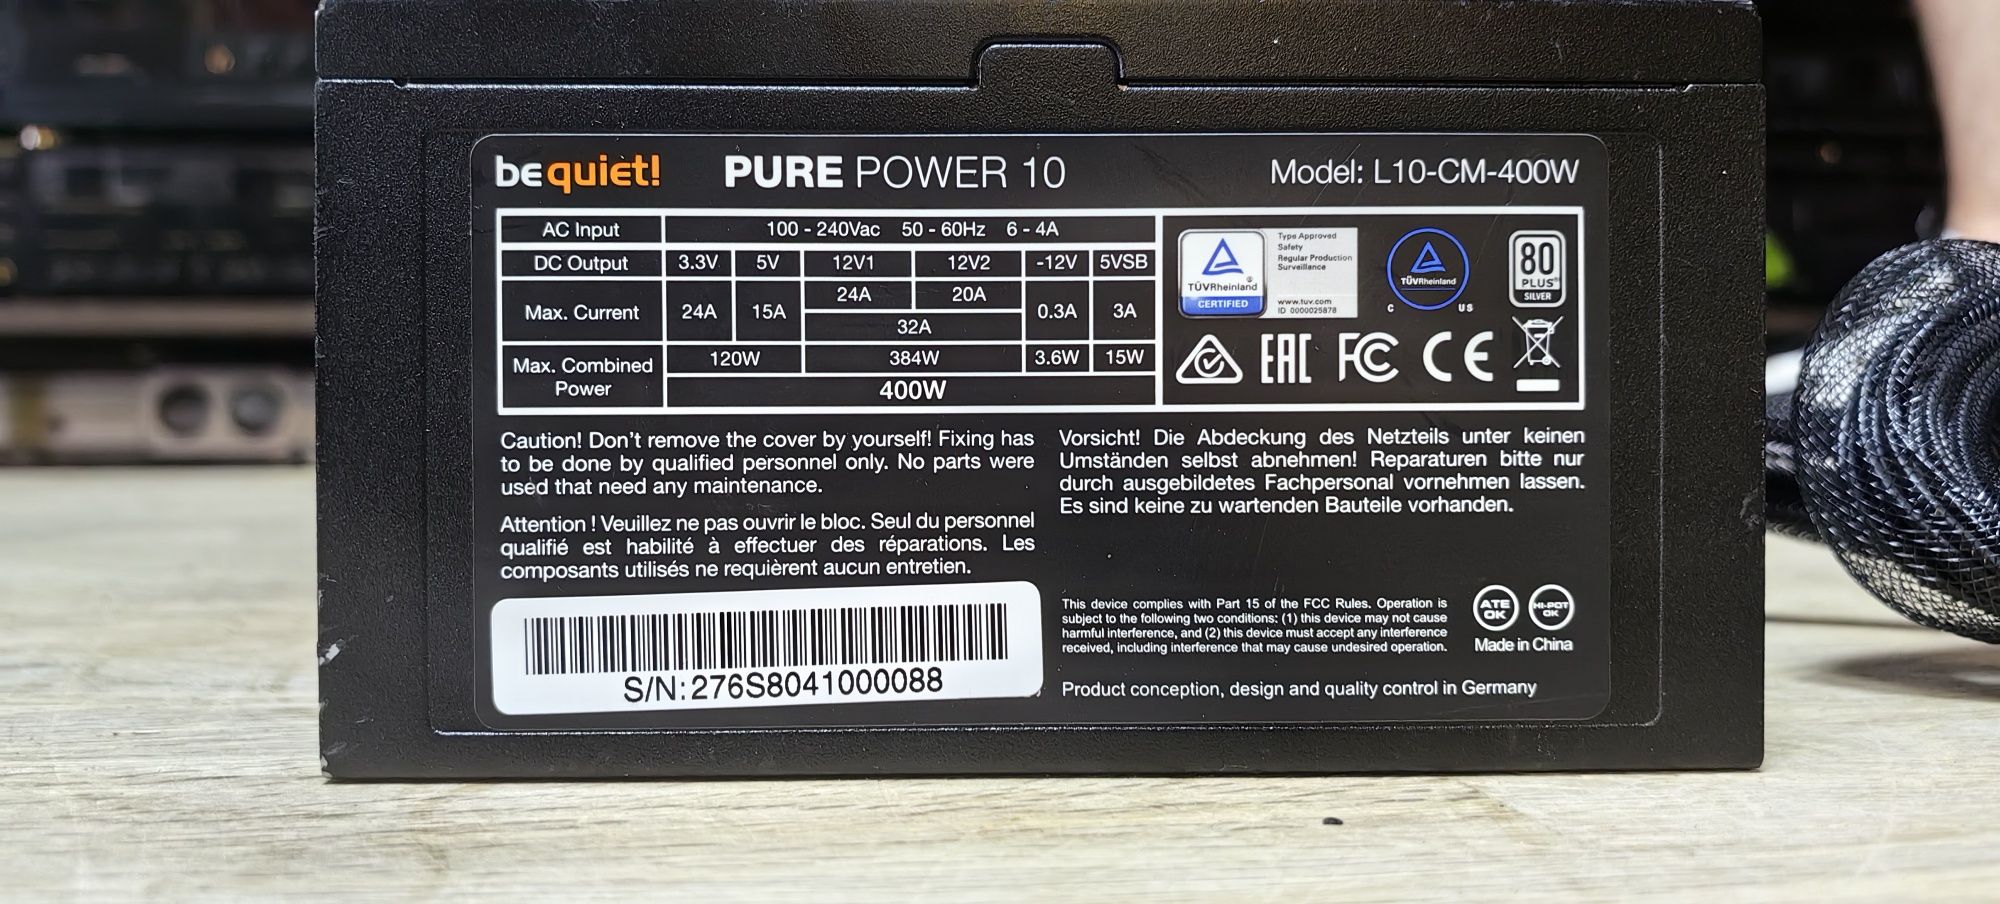 be quiet! PURE POWER 10 Model: L10-CM-400W
AC Input 100 - 240Vac 50 - 60Hz 6 - 4A
DC Output 3.3V 5V 12V1 12V2 -12V 5VSB
Max. Current 24A 15A 24A 20A 0.3A 3A
32A
Max. Combined Power 120W 384W 3.6W 15W
400W
Type Approved
Safety
Regular Production
Surveillance
TÜVRheinland®
CERTIFIED
www.tuv.com
ID 0000025878
TÜVRheinland
C US
80
PLUS®
SILVER
EAC FC CE
Caution! Don't remove the cover by yourself! Fixing has
to be done by qualified personnel only. No parts were
used that need any maintenance.
Attention ! Veuillez ne pas ouvrir le bloc. Seul du personnel
qualifié est habilité à effectuer des réparations. Les
composants utilisés ne requièrent aucun entretien.
Vorsicht! Die Abdeckung des Netzteils unter keinen
Umständen selbst abnehmen! Reparaturen bitte nur
durch ausgebildetes Fachpersonal vornehmen lassen.
Es sind keine zu wartenden Bauteile vorhanden.
S/N: 276S8041000088
This device complies with Part 15 of the FCC Rules. Operation is
subject to the following two conditions: (1) this device may not cause
harmful interference, and (2) this device must accept any interference
received, including interference that may cause undesired operation.
ATE
OK
HI-POT
OK
Made in China
Product conception, design and quality control in Germany